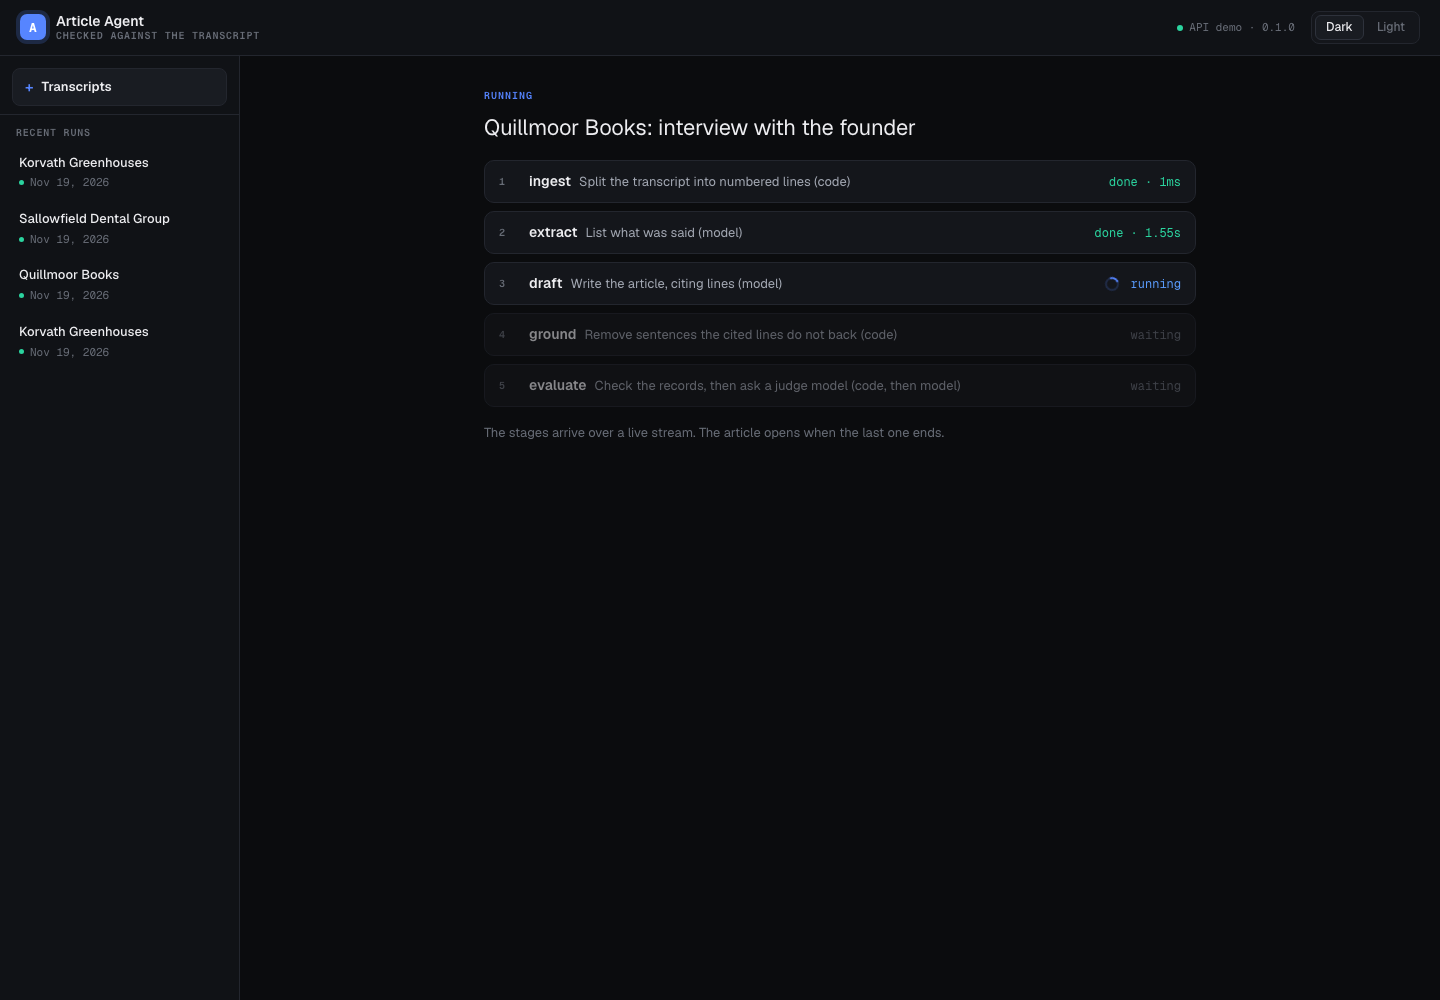 A
Article Agent
CHECKED AGAINST THE TRANSCRIPT
API demo · 0.1.0
Dark
Light
+ Transcripts
RECENT RUNS
Korvath Greenhouses
Nov 19, 2026
Sallowfield Dental Group
Nov 19, 2026
Quillmoor Books
Nov 19, 2026
Korvath Greenhouses
Nov 19, 2026
RUNNING
Quillmoor Books: interview with the founder
1 ingest Split the transcript into numbered lines (code) done · 1ms
2 extract List what was said (model) done · 1.55s
3 draft Write the article, citing lines (model) running
4 ground Remove sentences the cited lines do not back (code) waiting
5 evaluate Check the records, then ask a judge model (code, then model) waiting
The stages arrive over a live stream. The article opens when the last one ends.